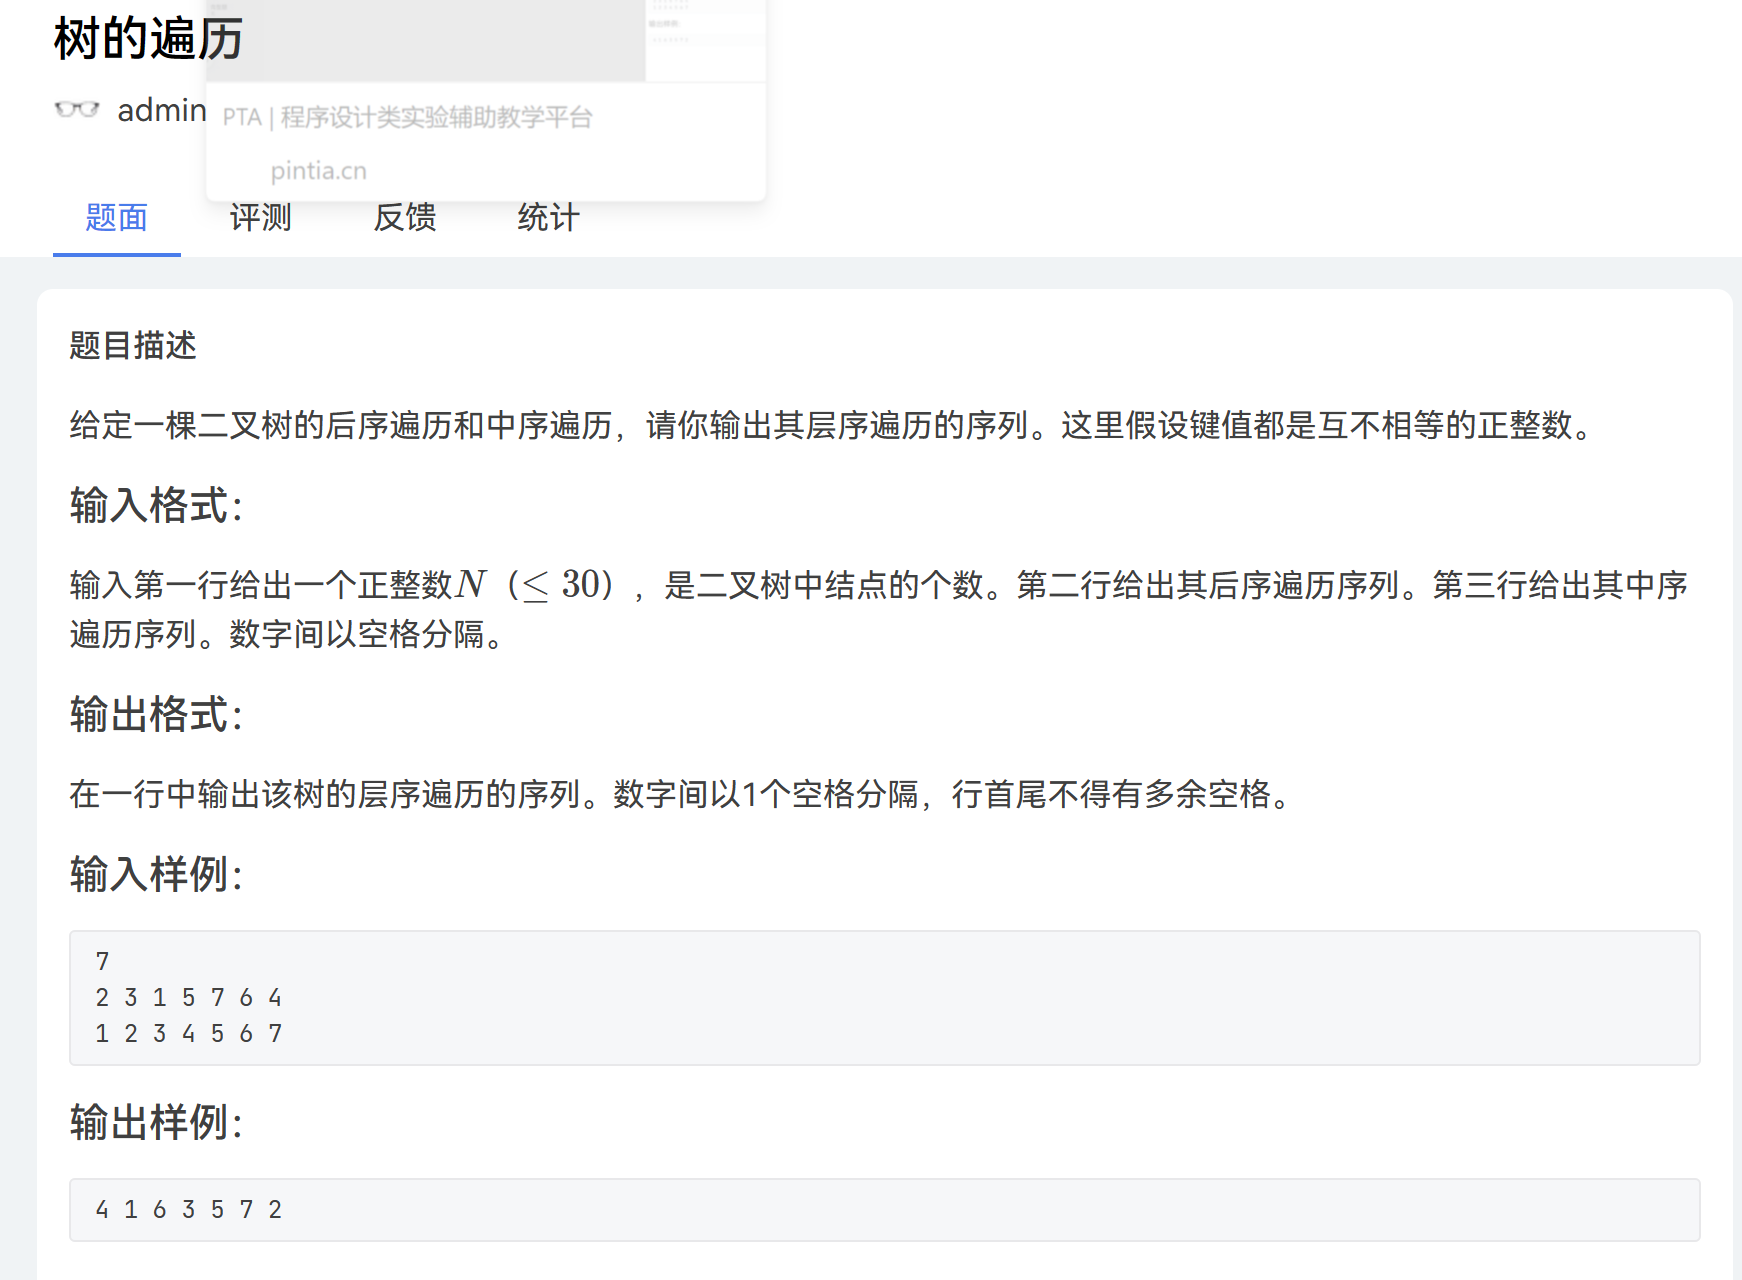 树的遍历
admin
PTA | 程序设计类实验辅助教学平台
pintia.cn
题面 评测 反馈 统计
题目描述
给定一棵二叉树的后序遍历和中序遍历，请你输出其层序遍历的序列。这里假设键值都是互不相等的正整数。
输入格式：
输入第一行给出一个正整数N（≤ 30），是二叉树中结点的个数。第二行给出其后序遍历序列。第三行给出其中序
遍历序列。数字间以空格分隔。
输出格式：
在一行中输出该树的层序遍历的序列。数字间以1个空格分隔，行首尾不得有多余空格。
输入样例：
7
2 3 1 5 7 6 4
1 2 3 4 5 6 7
输出样例：
4 1 6 3 5 7 2